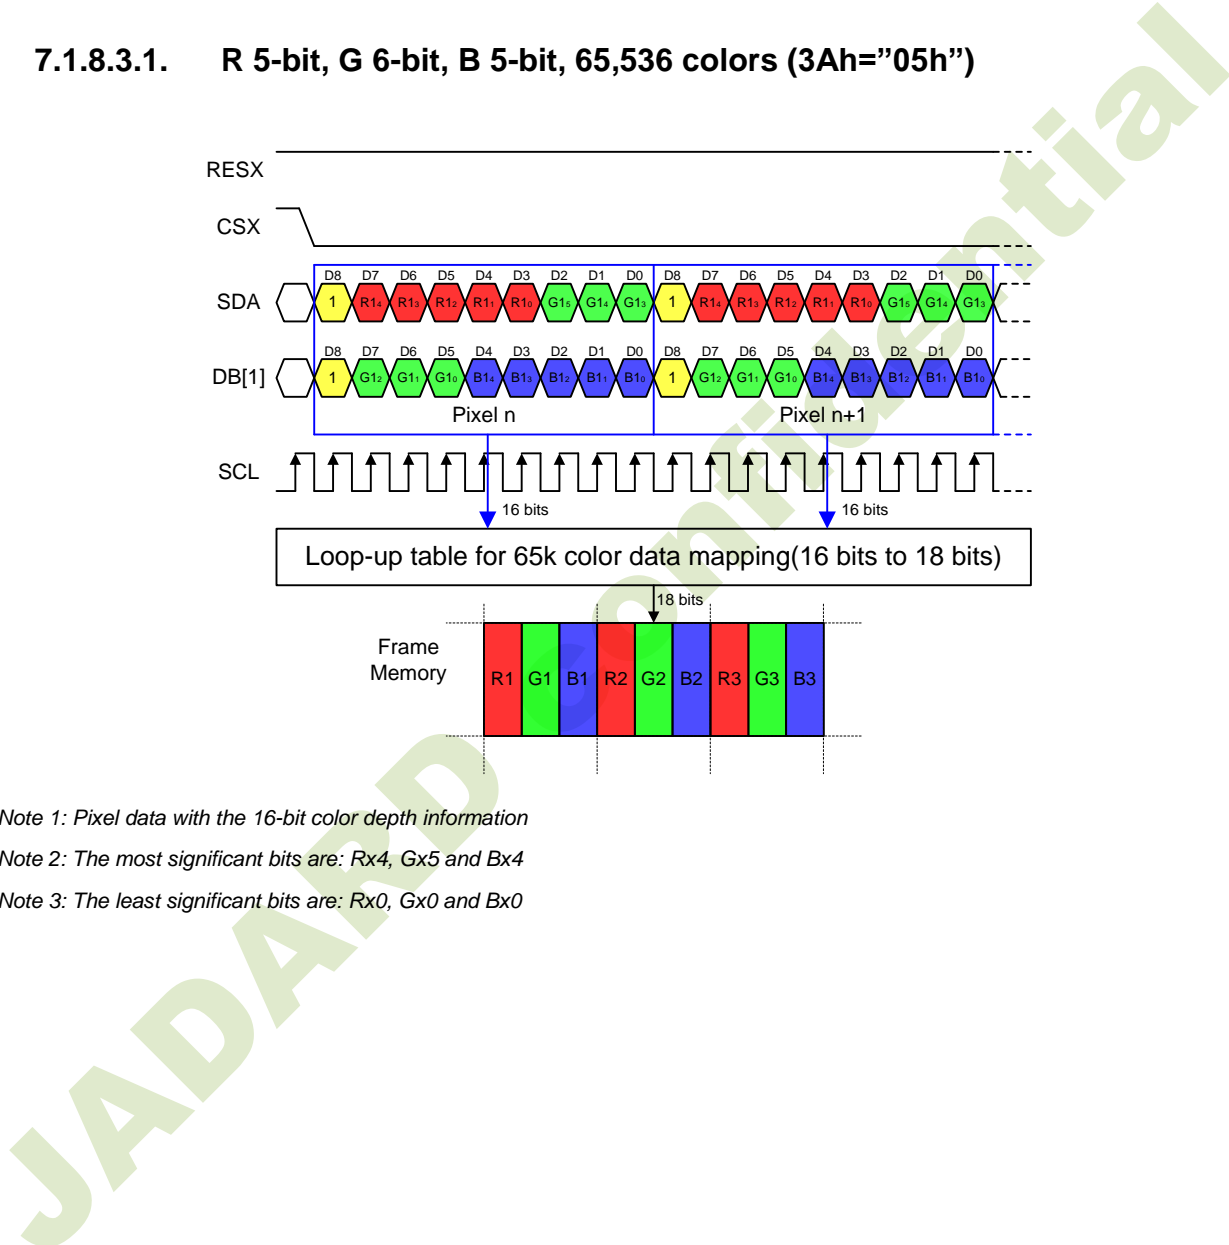 7.1.8.3.1. R 5-bit, G 6-bit, B 5-bit, 65,536 colors (3Ah=”05h”)
RESX
CSX
D8 D7 D6 D5 D4 D3 D2 D1 D0 D8 D7 D6 D5 D4 D3 D2 D1 D0
SDA 1 R1₄ R1₃ R1₂ R1₁ R1₀ G1₅ G1₄ G1₃ 1 R1₄ R1₃ R1₂ R1₁ R1₀ G1₅ G1₄ G1₃
D8 D7 D6 D5 D4 D3 D2 D1 D0 D8 D7 D6 D5 D4 D3 D2 D1 D0
DB[1] 1 G1₂ G1₁ G1₀ B1₄ B1₃ B1₂ B1₁ B1₀ 1 G1₂ G1₁ G1₀ B1₄ B1₃ B1₂ B1₁ B1₀
Pixel n Pixel n+1
SCL
16 bits 16 bits
Loop-up table for 65k color data mapping(16 bits to 18 bits)
18 bits
Frame
Memory
R1 G1 B1 R2 G2 B2 R3 G3 B3
Note 1: Pixel data with the 16-bit color depth information
Note 2: The most significant bits are: Rx4, Gx5 and Bx4
Note 3: The least significant bits are: Rx0, Gx0 and Bx0
JADARD confidential